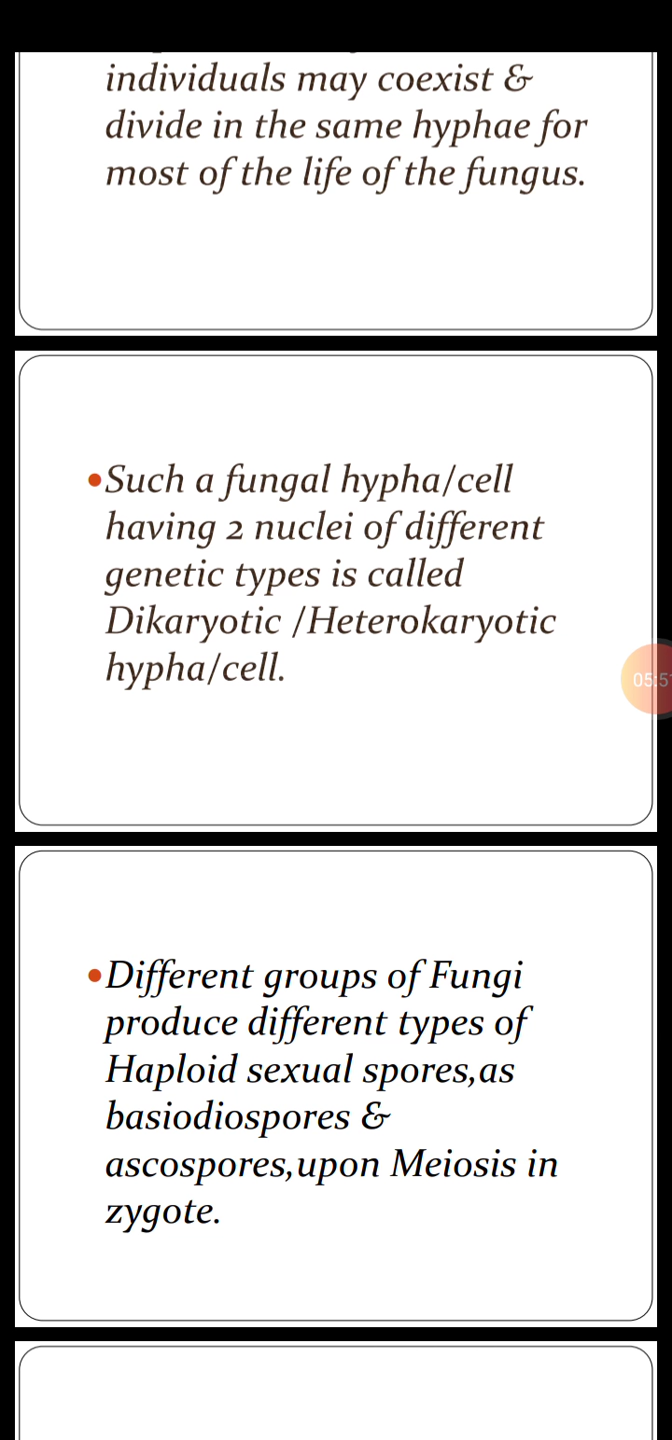 individuals may coexist &
divide in the same hyphae for
most of the life of the fungus.
•Such a fungal hypha/cell
having 2 nuclei of different
genetic types is called
Dikaryotic /Heterokaryotic
hypha/cell.
•Different groups of Fungi
produce different types of
Haploid sexual spores,as
basiodiospores &
ascospores,upon Meiosis in
zygote.